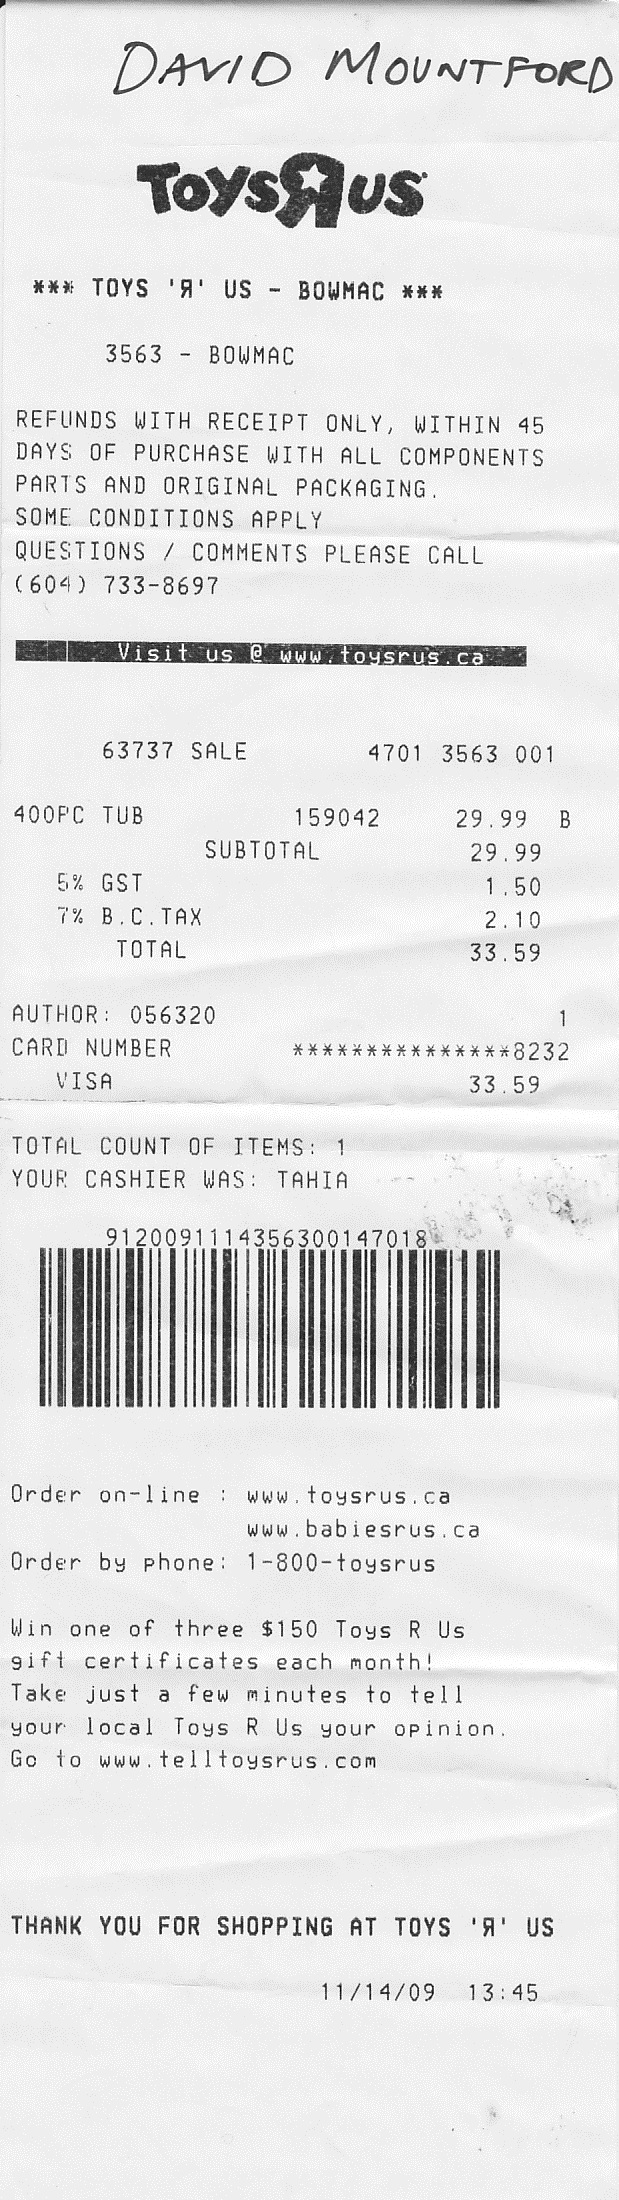 DAVID MOUNTFORD
TOYSЯUS
*** TOYS 'Я' US - BOWMAC ***
3563 - BOWMAC
REFUNDS WITH RECEIPT ONLY, WITHIN 45
DAYS OF PURCHASE WITH ALL COMPONENTS
PARTS AND ORIGINAL PACKAGING.
SOME CONDITIONS APPLY
QUESTIONS / COMMENTS PLEASE CALL
(604) 733-8697
Visit us @ www.toysrus.ca
63737 SALE 4701 3563 001
400PC TUB 159042 29.99 B
SUBTOTAL 29.99
5% GST 1.50
7% B.C.TAX 2.10
TOTAL 33.59
AUTHOR: 056320 1
CARD NUMBER ***************8232
VISA 33.59
TOTAL COUNT OF ITEMS: 1
YOUR CASHIER WAS: TAHIA
9120091114356300147018
Order on-line : www.toysrus.ca
www.babiesrus.ca
Order by phone: 1-800-toysrus
Win one of three $150 Toys R Us
gift certificates each month!
Take just a few minutes to tell
your local Toys R Us your opinion.
Go to www.telltoysrus.com
THANK YOU FOR SHOPPING AT TOYS 'Я' US
11/14/09 13:45